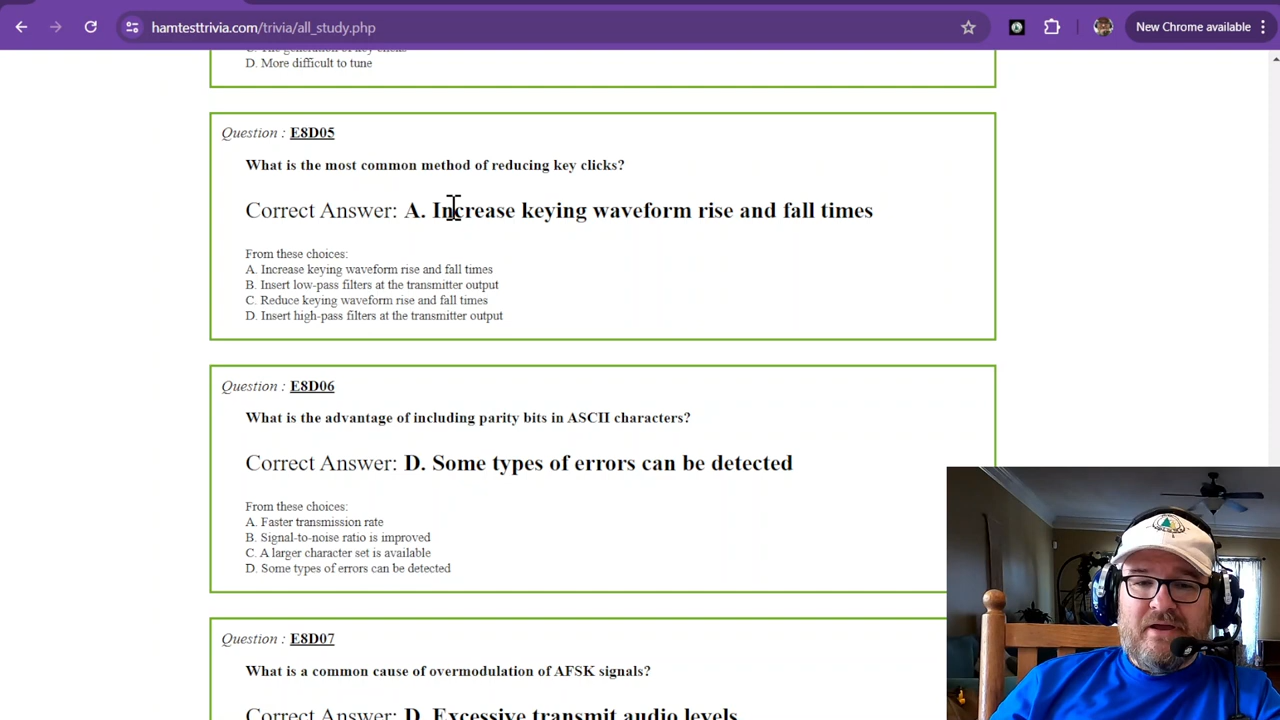 hamtesttrivia.com/trivia/all_study.php
New Chrome available
D. More difficult to tune
Question : E8D05
What is the most common method of reducing key clicks?
Correct Answer: A. Increase keying waveform rise and fall times
From these choices:
A. Increase keying waveform rise and fall times
B. Insert low-pass filters at the transmitter output
C. Reduce keying waveform rise and fall times
D. Insert high-pass filters at the transmitter output
Question : E8D06
What is the advantage of including parity bits in ASCII characters?
Correct Answer: D. Some types of errors can be detected
From these choices:
A. Faster transmission rate
B. Signal-to-noise ratio is improved
C. A larger character set is available
D. Some types of errors can be detected
Question : E8D07
What is a common cause of overmodulation of AFSK signals?
Correct Answer: D. Excessive transmit audio levels